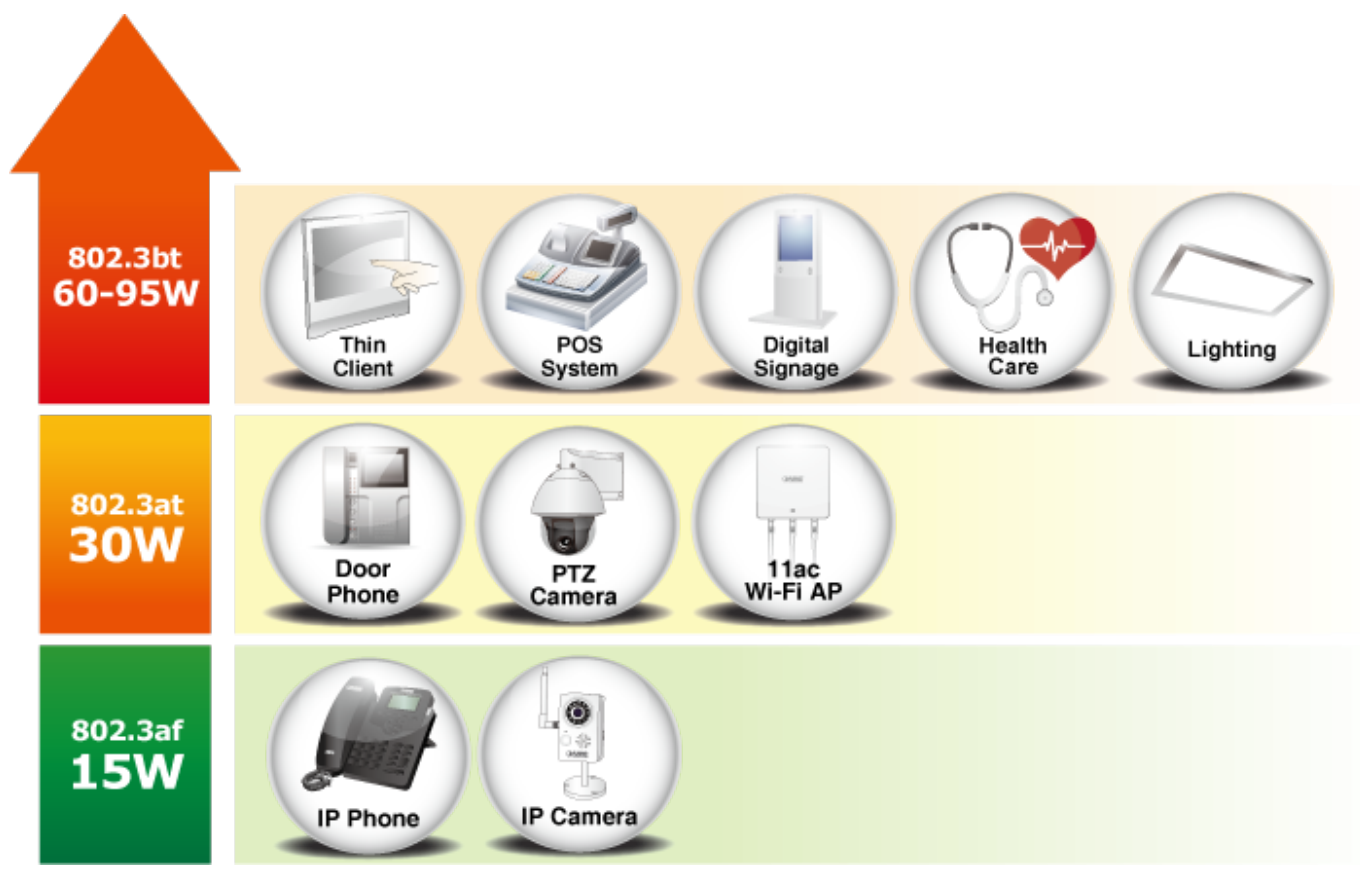 802.3bt
60-95W
Thin
Client
POS
System
Digital
Signage
Health
Care
Lighting
802.3at
30W
Door
Phone
PTZ
Camera
11ac
Wi-Fi AP
802.3af
15W
IP Phone
IP Camera